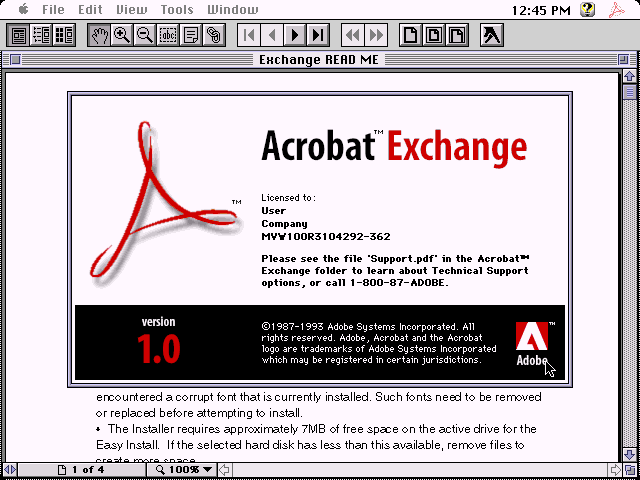 File Edit View Tools Window 12:45 PM
Exchange READ ME
Acrobat™ Exchange
™
Licensed to:
User
Company
MVW100R3104292-362
Please see the file 'Support.pdf' in the Acrobat™
Exchange folder to learn about Technical Support
options, or call 1-800-87-ADOBE.
version
1.0
©1987-1993 Adobe Systems Incorporated. All
rights reserved. Adobe, Acrobat and the Acrobat
logo are trademarks of Adobe Systems Incorporated
which may be registered in certain jurisdictions.
™
Adobe
encountered a corrupt font that is currently installed. Such fonts need to be removed
or replaced before attempting to install.
• The Installer requires approximately 7MB of free space on the active drive for the
Easy Install. If the selected hard disk has less than this available, remove files to
create more space.
1 of 4 100%